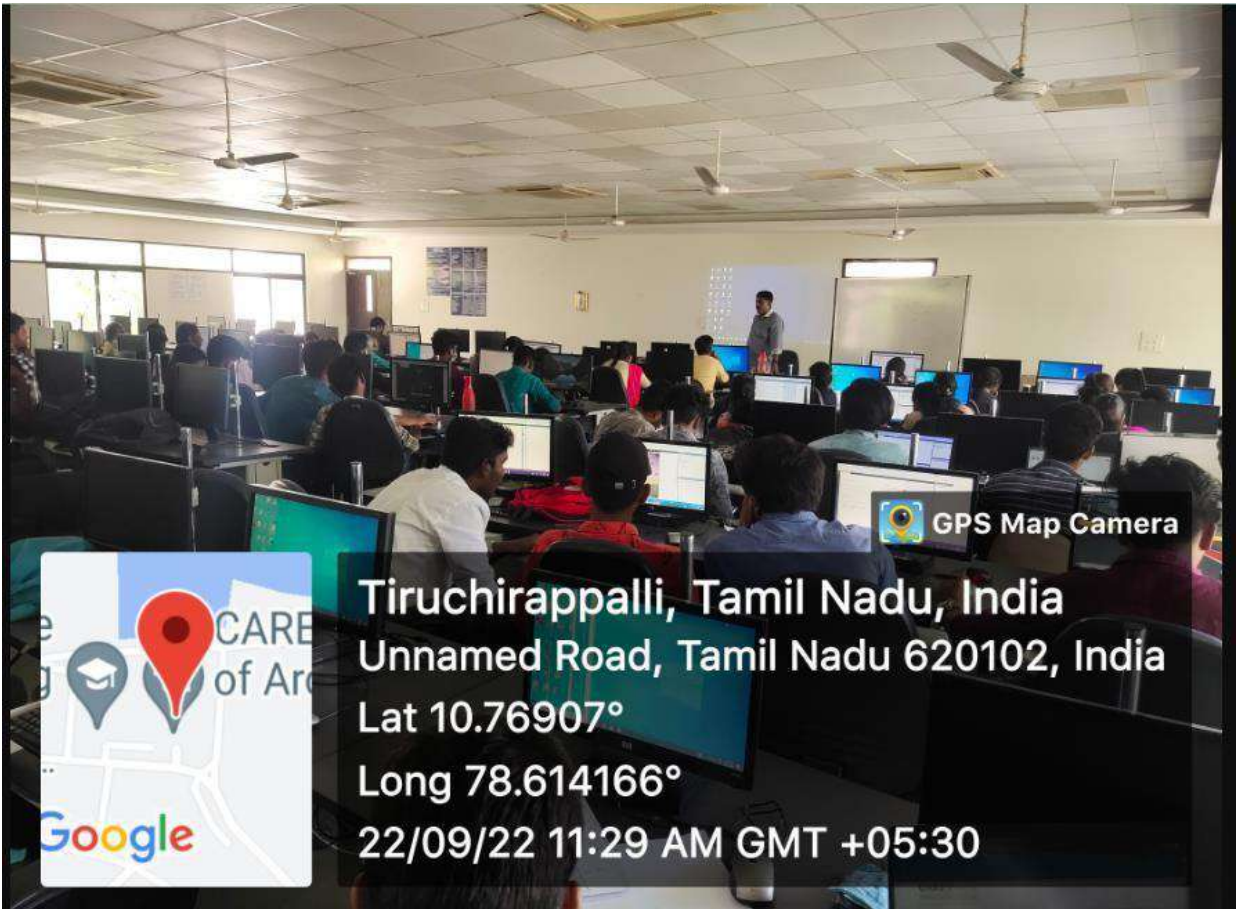 GPS Map Camera
CARE
of Arc
Google
Tiruchirappalli, Tamil Nadu, India
Unnamed Road, Tamil Nadu 620102, India
Lat 10.76907°
Long 78.614166°
22/09/22 11:29 AM GMT +05:30